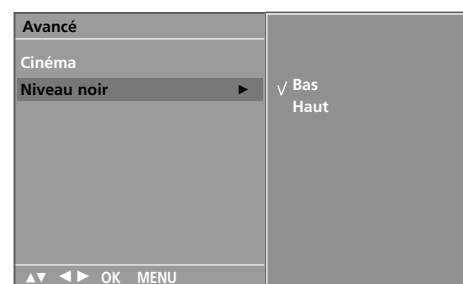 Avancé
Cinéma
Niveau noir ►
√ Bas
Haut
▲▼ ◄► OK MENU